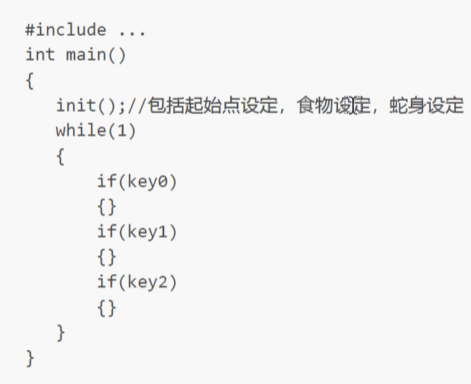 #include ...
int main()
{
init();//包括起始点设定，食物设定，蛇身设定
while(1)
{
if(key0)
{}
if(key1)
{}
if(key2)
{}
}
}